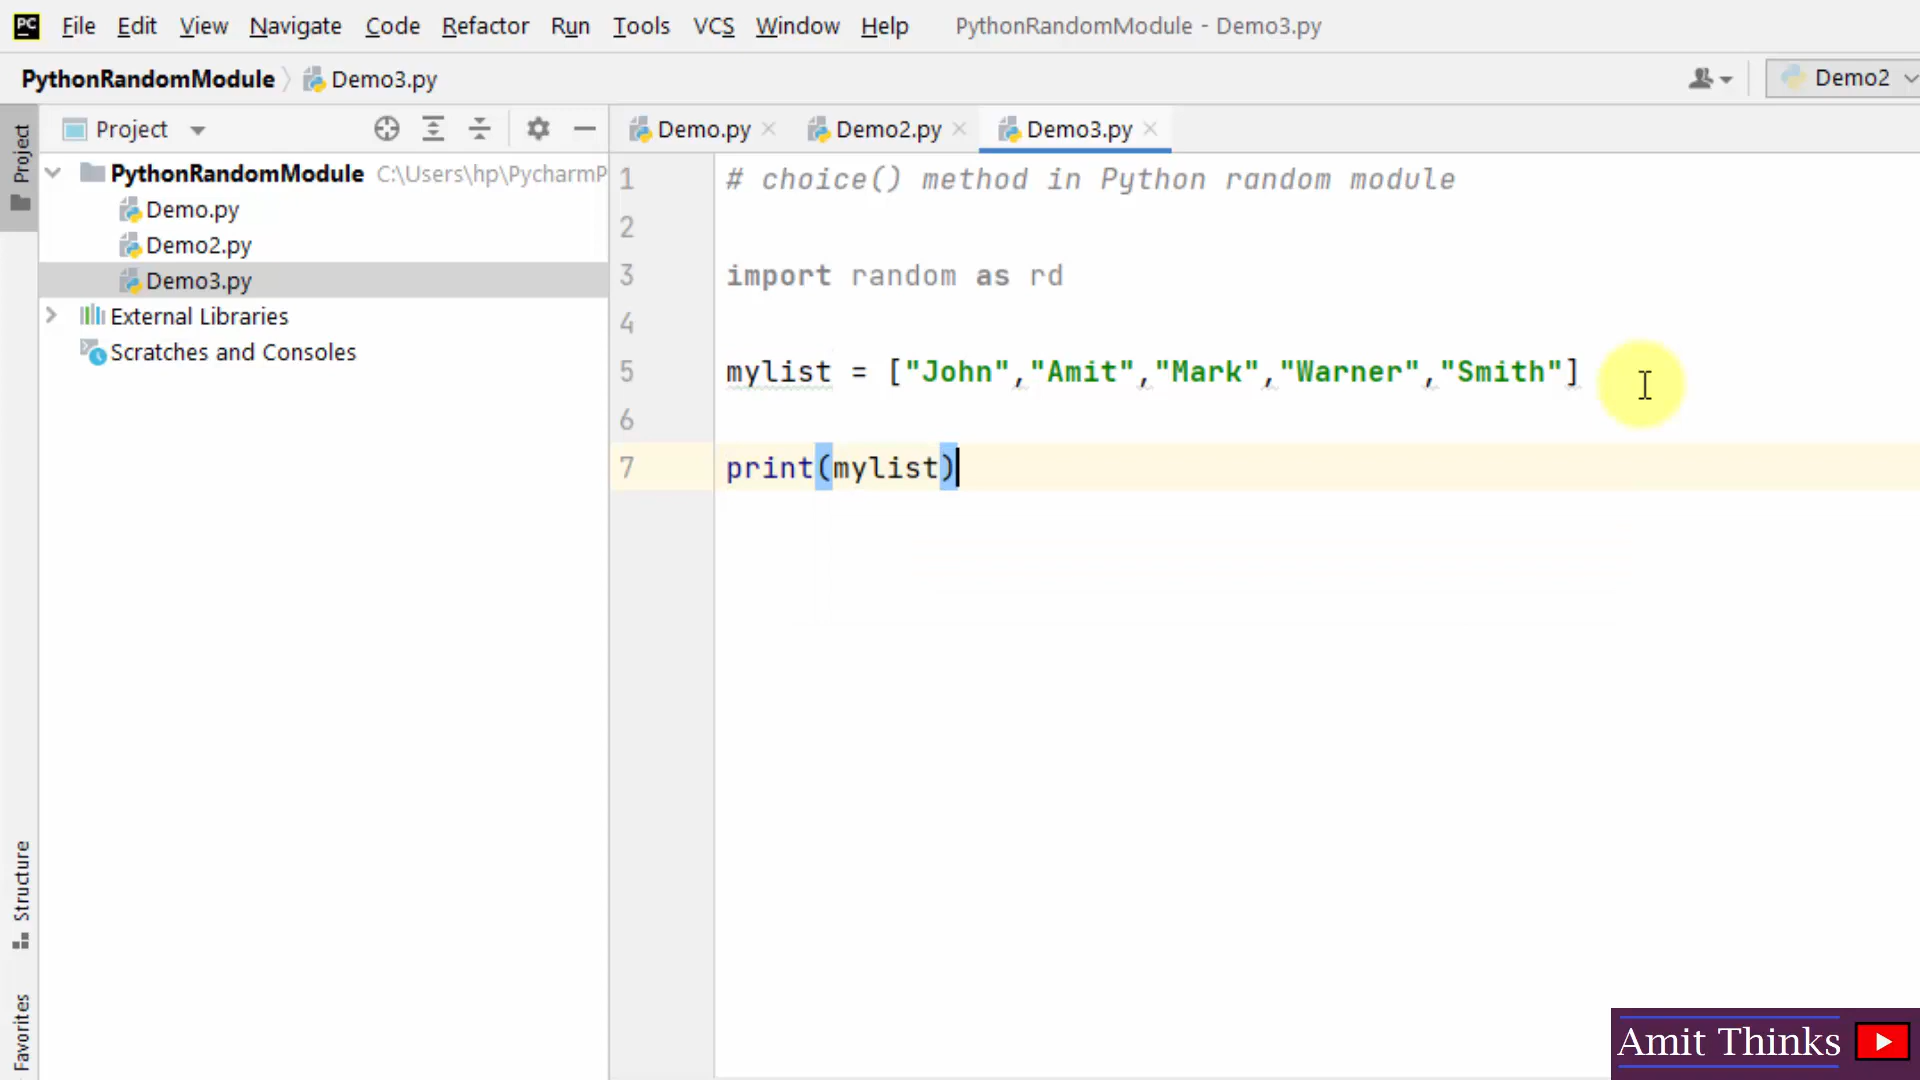 File Edit View Navigate Code Refactor Run Tools VCS Window Help PythonRandomModule - Demo3.py
PythonRandomModule Demo3.py Demo2
Project
Project
Demo.py Demo2.py Demo3.py
PythonRandomModule C:\Users\hp\PycharmP
Demo.py
Demo2.py
Demo3.py
External Libraries
Scratches and Consoles
1 # choice() method in Python random module
2
3 import random as rd
4
5 mylist = ["John","Amit","Mark","Warner","Smith"]
6
7 print(mylist)
Structure
Favorites
Amit Thinks
PC